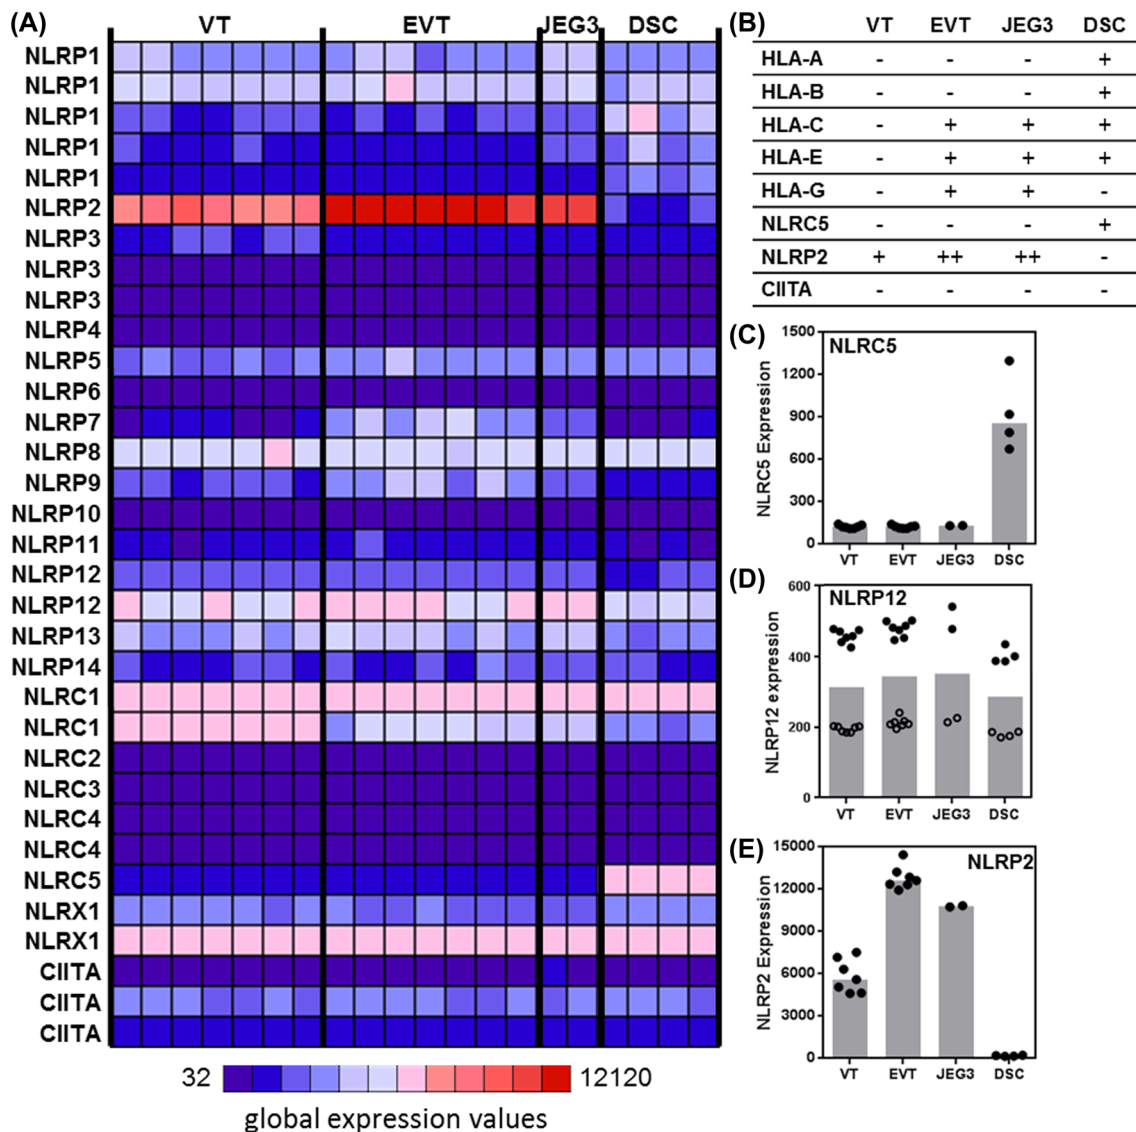 (A) VT EVT JEG3 DSC
NLRP1
NLRP1
NLRP1
NLRP1
NLRP1
NLRP2
NLRP3
NLRP3
NLRP3
NLRP4
NLRP5
NLRP6
NLRP7
NLRP8
NLRP9
NLRP10
NLRP11
NLRP12
NLRP12
NLRP13
NLRP14
NLRC1
NLRC1
NLRC2
NLRC3
NLRC4
NLRC4
NLRC5
NLRX1
NLRX1
CIITA
CIITA
CIITA
32 12120
global expression values
(B) VT EVT JEG3 DSC
HLA-A - - - +
HLA-B - - - +
HLA-C - + + +
HLA-E - + + +
HLA-G - + + -
NLRC5 - - - +
NLRP2 + ++ ++ -
CIITA - - - -
(C) NLRC5
NLRC5 Expression
1500
1200
900
600
300
0
VT EVT JEG3 DSC
(D) NLRP12
NLRP12 expression
600
400
200
0
VT EVT JEG3 DSC
(E) NLRP2
NLRP2 Expression
15000
12000
9000
6000
3000
0
VT EVT JEG3 DSC